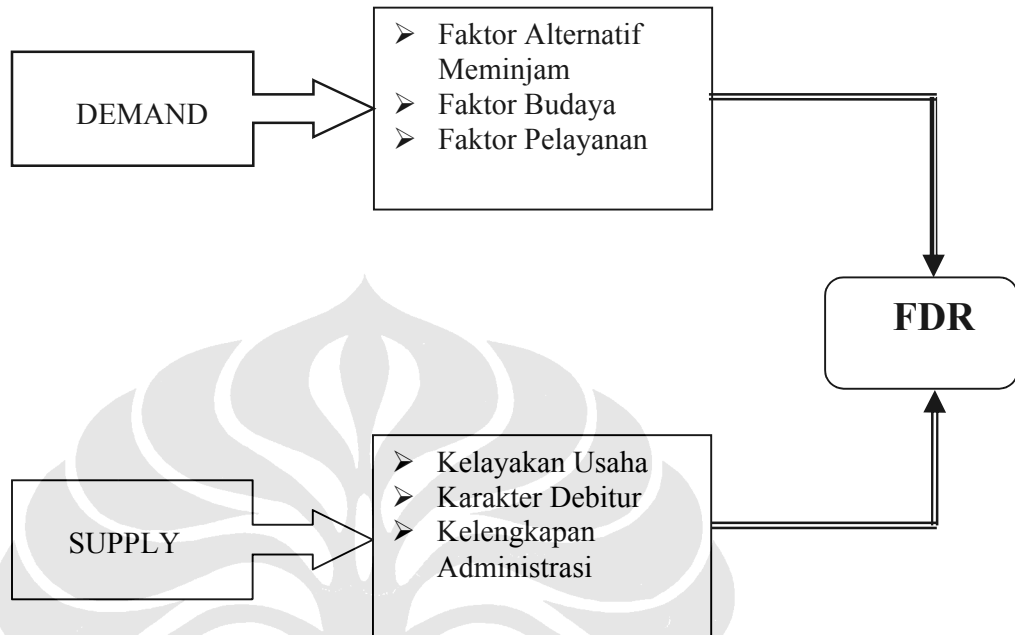 DEMAND
➢ Faktor Alternatif
Meminjam
➢ Faktor Budaya
➢ Faktor Pelayanan
FDR
SUPPLY
➢ Kelayakan Usaha
➢ Karakter Debitur
➢ Kelengkapan
Administrasi